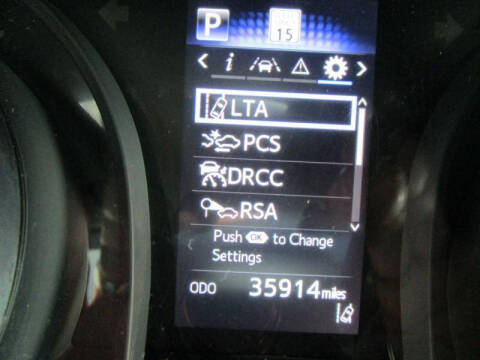 P
15
i
LTA
PCS
DRCC
RSA
Push OK to Change
Settings
ODO 35914 miles